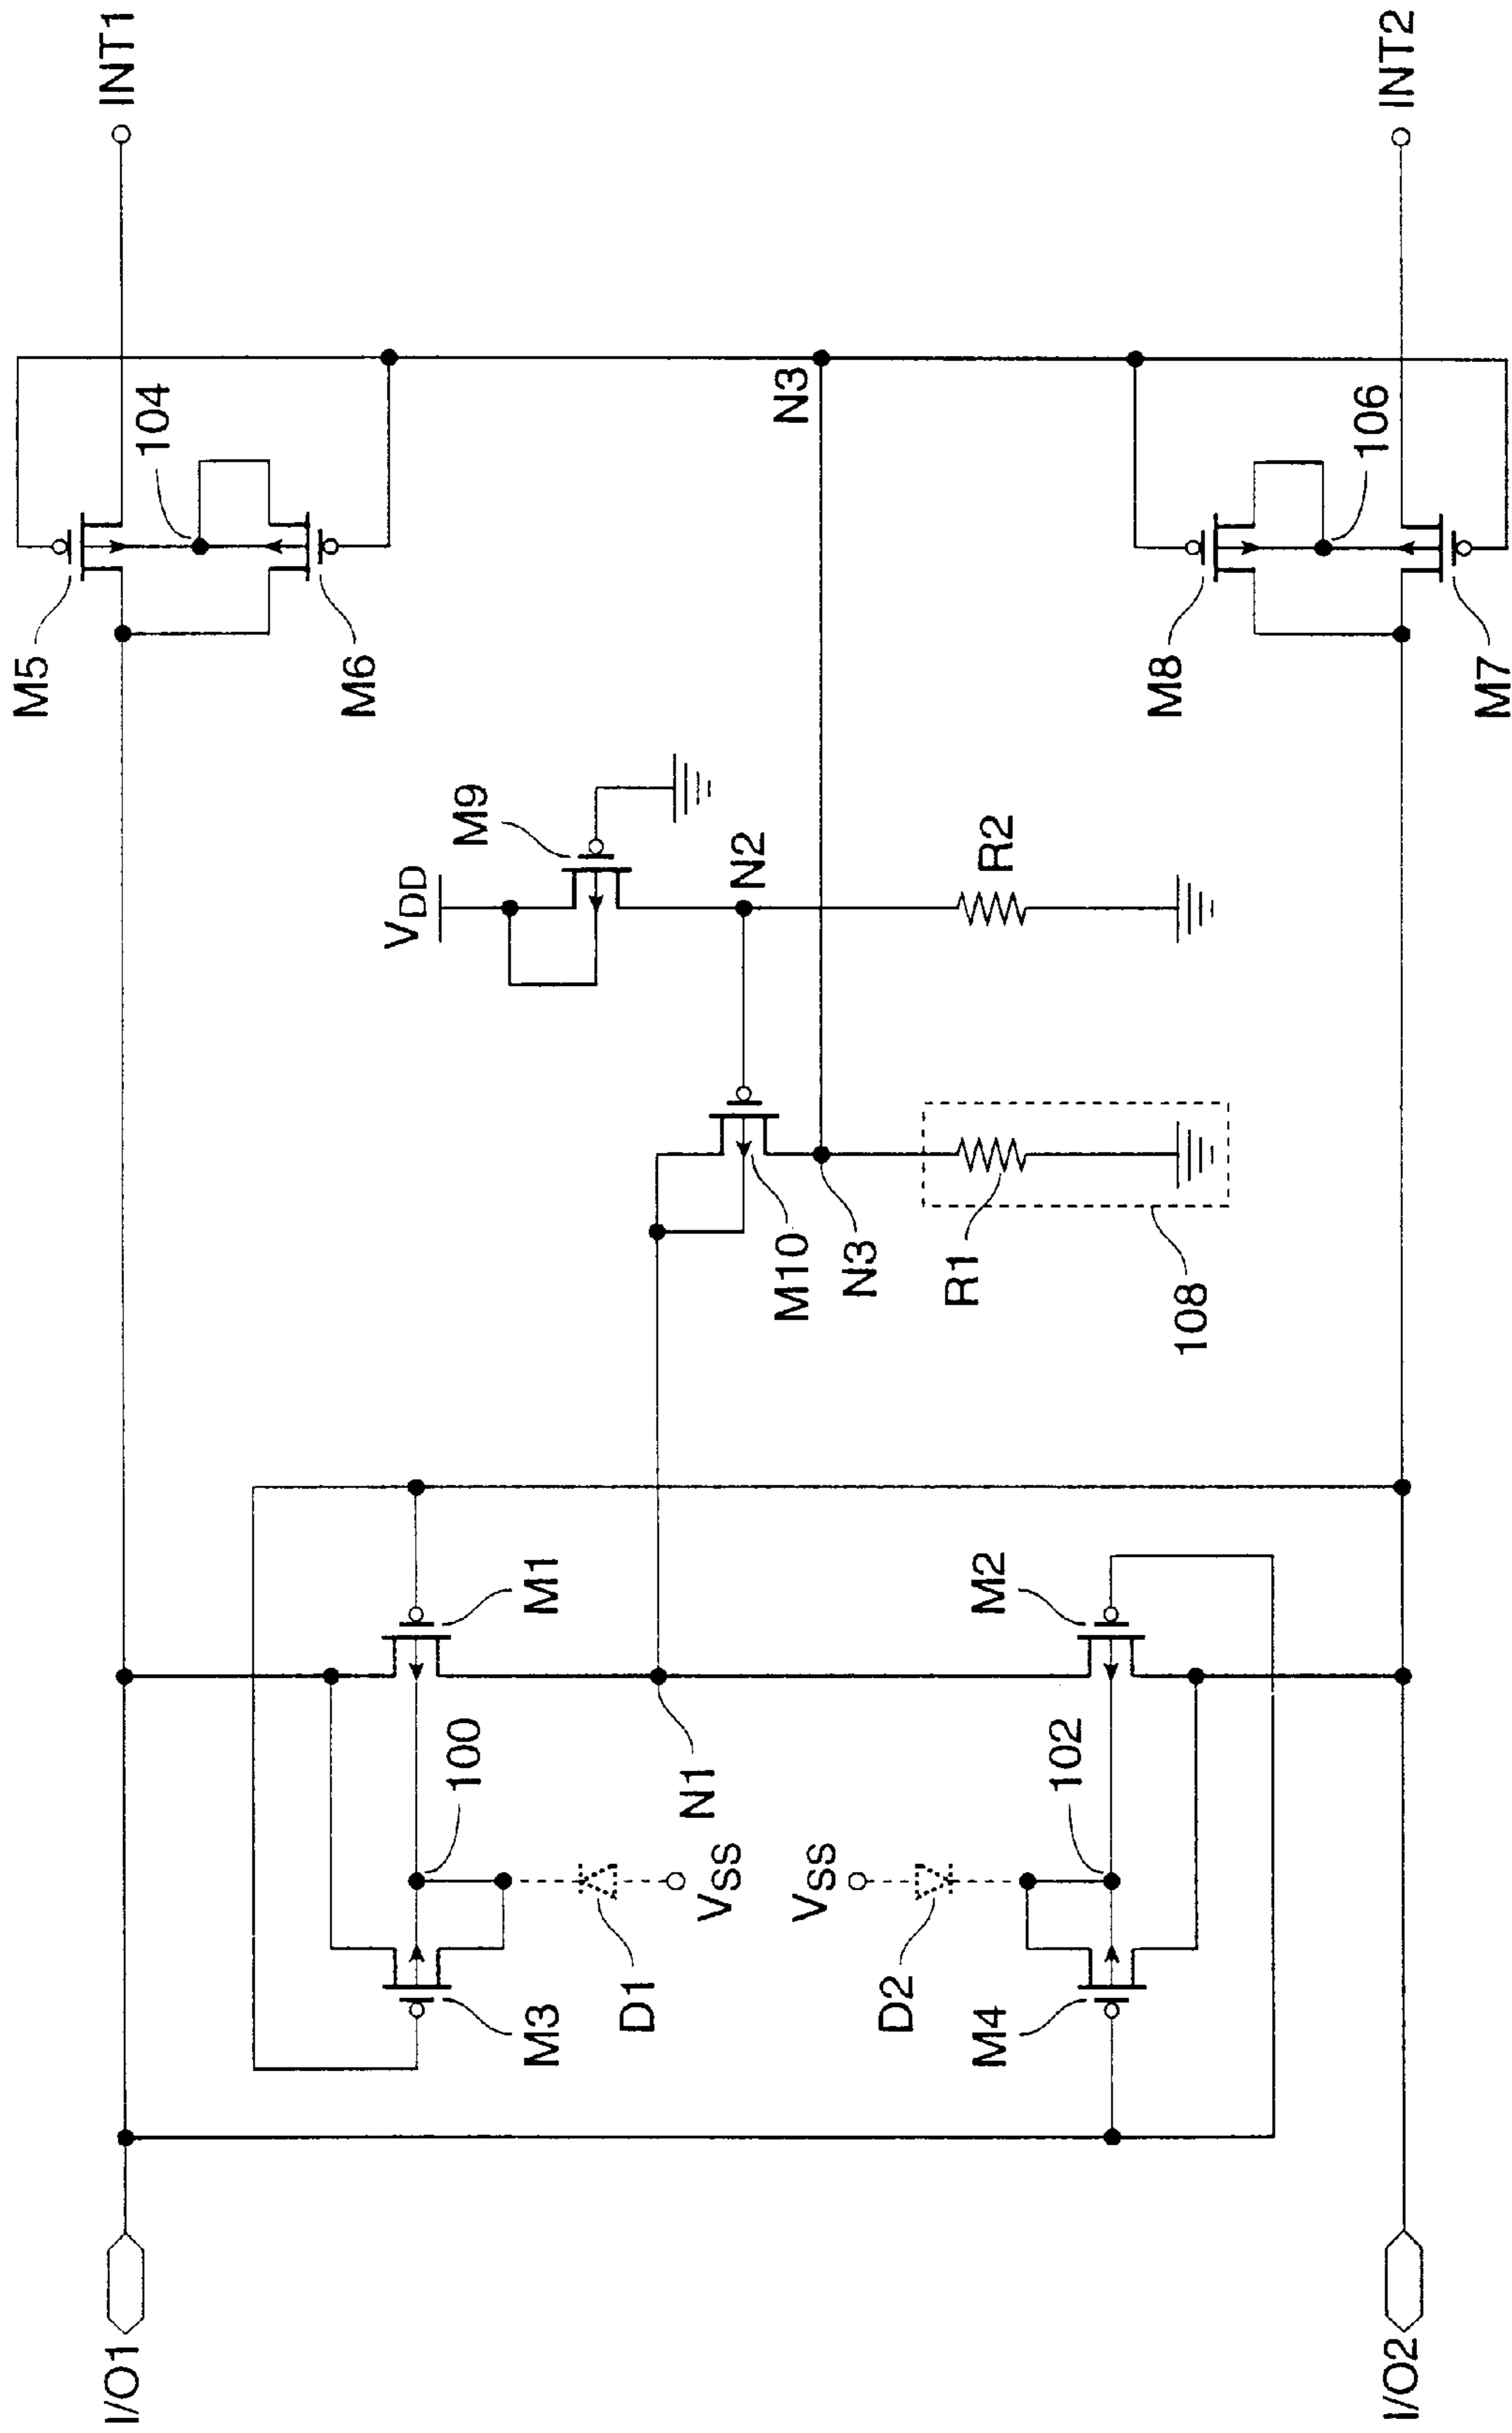 INT1
INT2
104
N3
106
M5
M6
M8
M7
M9
VDD
N2
R2
M10
N3
R1
108
M1
M2
100
N1
102
VSS
VSS
D1
D2
M3
M4
I/O1
I/O2